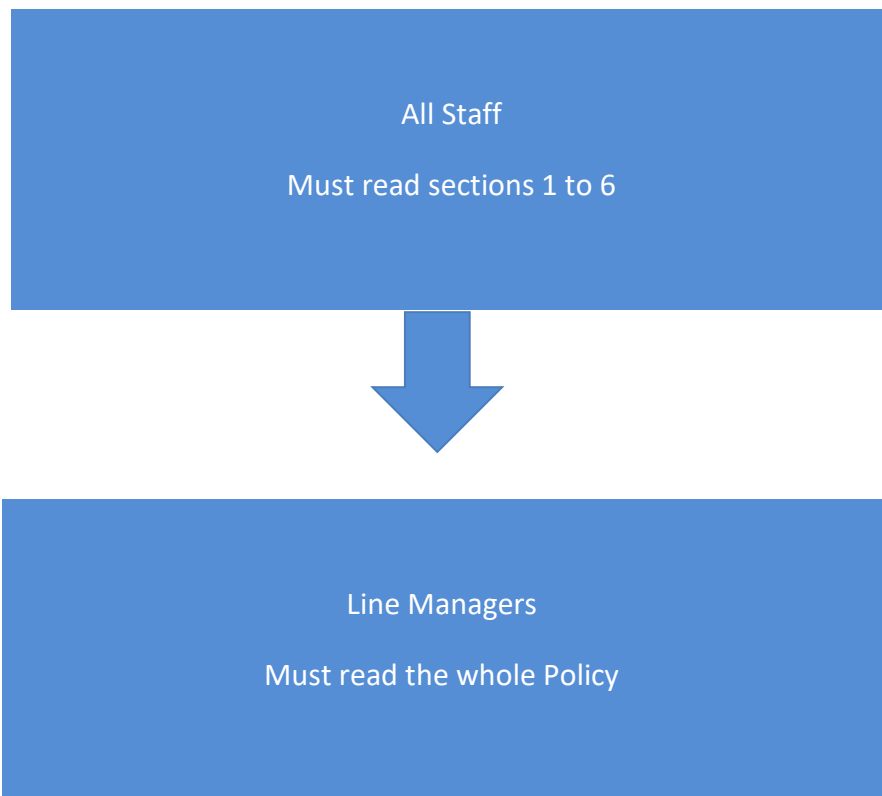 All Staff
Must read sections 1 to 6
Line Managers
Must read the whole Policy